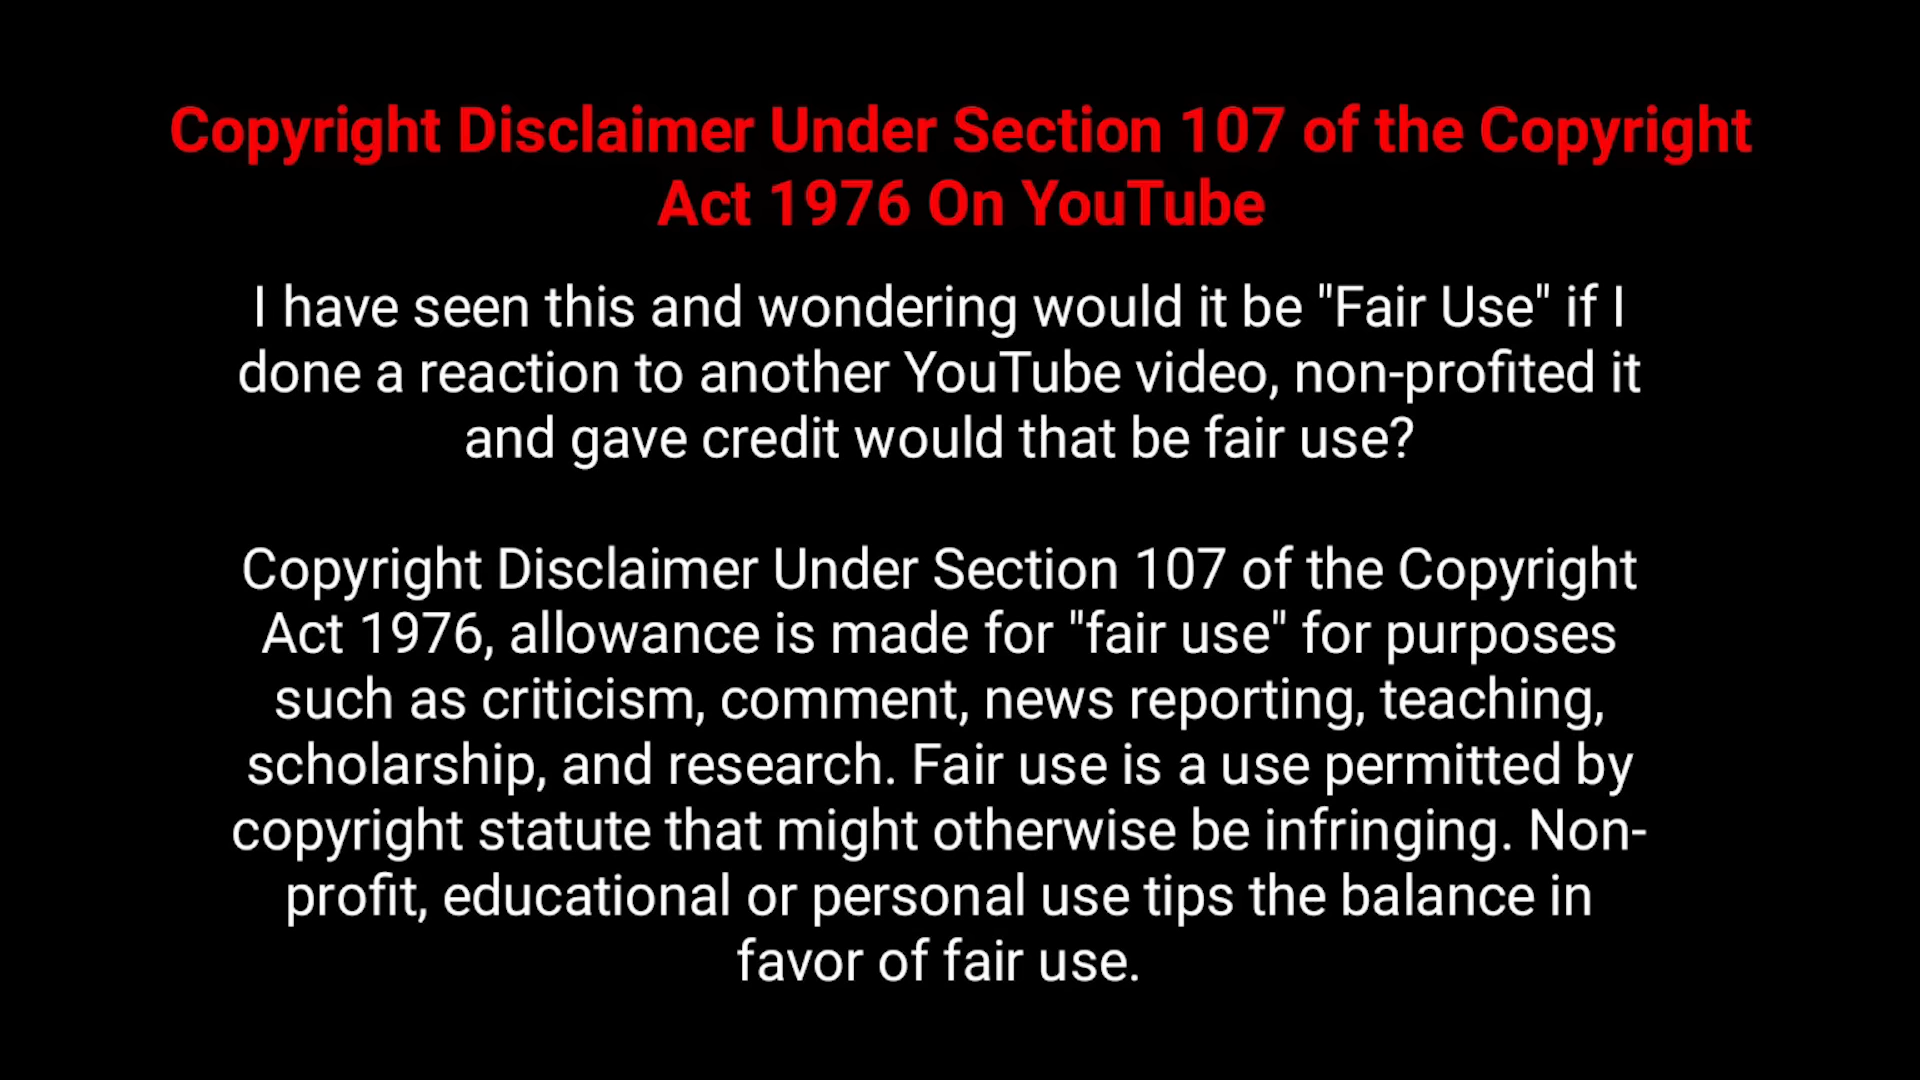 Copyright Disclaimer Under Section 107 of the Copyright
Act 1976 On YouTube
I have seen this and wondering would it be "Fair Use" if I
done a reaction to another YouTube video, non-profited it
and gave credit would that be fair use?
Copyright Disclaimer Under Section 107 of the Copyright
Act 1976, allowance is made for "fair use" for purposes
such as criticism, comment, news reporting, teaching,
scholarship, and research. Fair use is a use permitted by
copyright statute that might otherwise be infringing. Non-
profit, educational or personal use tips the balance in
favor of fair use.